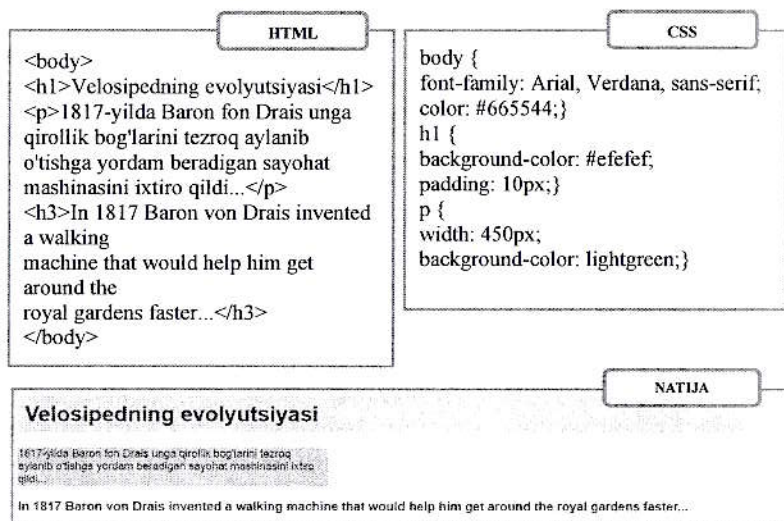 HTML
<body>
<h1>Velosipedning evolyutsiyasi</h1>
<p>1817-yilda Baron fon Drais unga
qirollik bog'larini tezroq aylanib
o'tishga yordam beradigan sayohat
mashinasini ixtiro qildi...</p>
<h3>In 1817 Baron von Drais invented
a walking
machine that would help him get
around the
royal gardens faster...</h3>
</body>
CSS
body {
font-family: Arial, Verdana, sans-serif;
color: #665544;}
h1 {
background-color: #efefef;
padding: 10px;}
p {
width: 450px;
background-color: lightgreen;}
NATIJA
Velosipedning evolyutsiyasi
1817-yilda Baron fon Drais unga qirollik bog'larini tezroq
aylanib o'tishga yordam beradigan sayohat mashinasini ixtiro
qildi...
In 1817 Baron von Drais invented a walking machine that would help him get around the royal gardens faster...